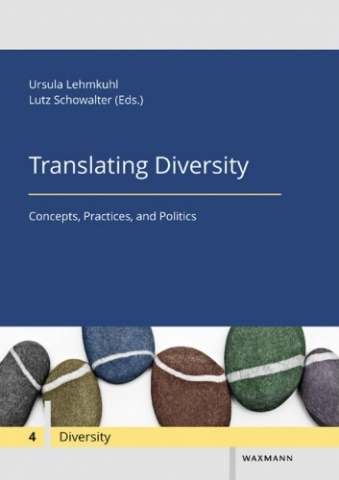 Ursula Lehmkuhl
Lutz Schowalter (Eds.)
Translating Diversity
Concepts, Practices, and Politics
4 Diversity
WAXMANN